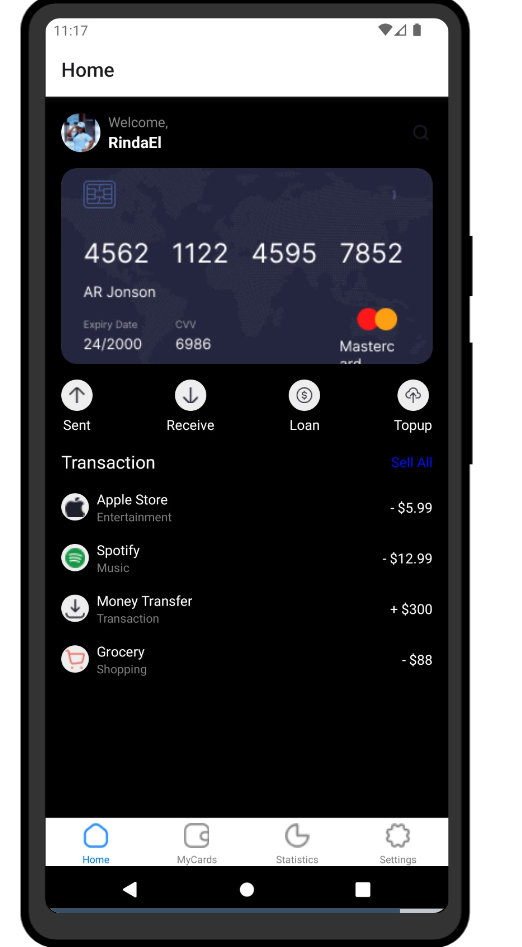 11:17
Home
Welcome,
RindaEl
4562 1122 4595 7852
AR Jonson
Expiry Date CVV
24/2000 6986
Masterc
ard
Sent Receive Loan Topup
Transaction Sell All
Apple Store
Entertainment
- $5.99
Spotify
Music
- $12.99
Money Transfer
Transaction
+ $300
Grocery
Shopping
- $88
Home MyCards Statistics Settings